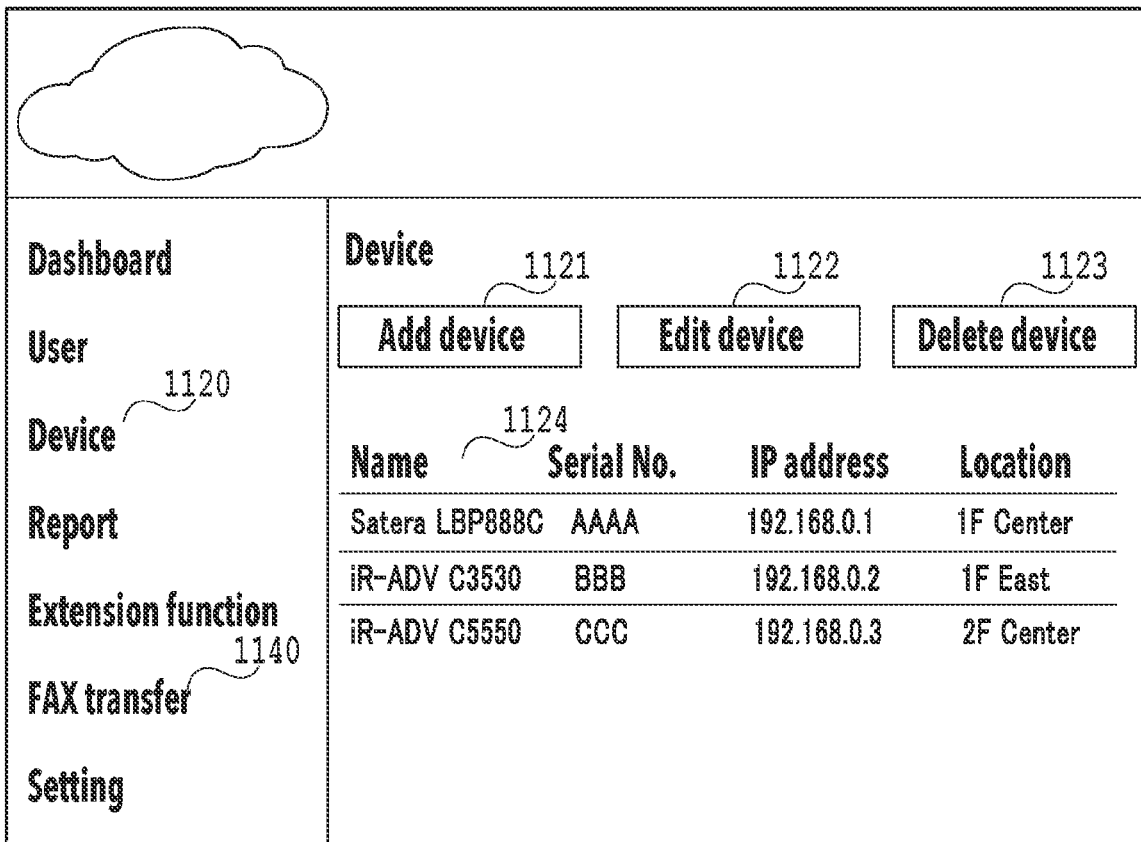 Dashboard
User
1120
Device
Report
Extension function
1140
FAX transfer
Setting
Device
1121 1122 1123
Add device Edit device Delete device
1124
Name Serial No. IP address Location
Satera LBP888C AAAA 192.168.0.1 1F Center
iR-ADV C3530 BBB 192.168.0.2 1F East
iR-ADV C5550 CCC 192.168.0.3 2F Center